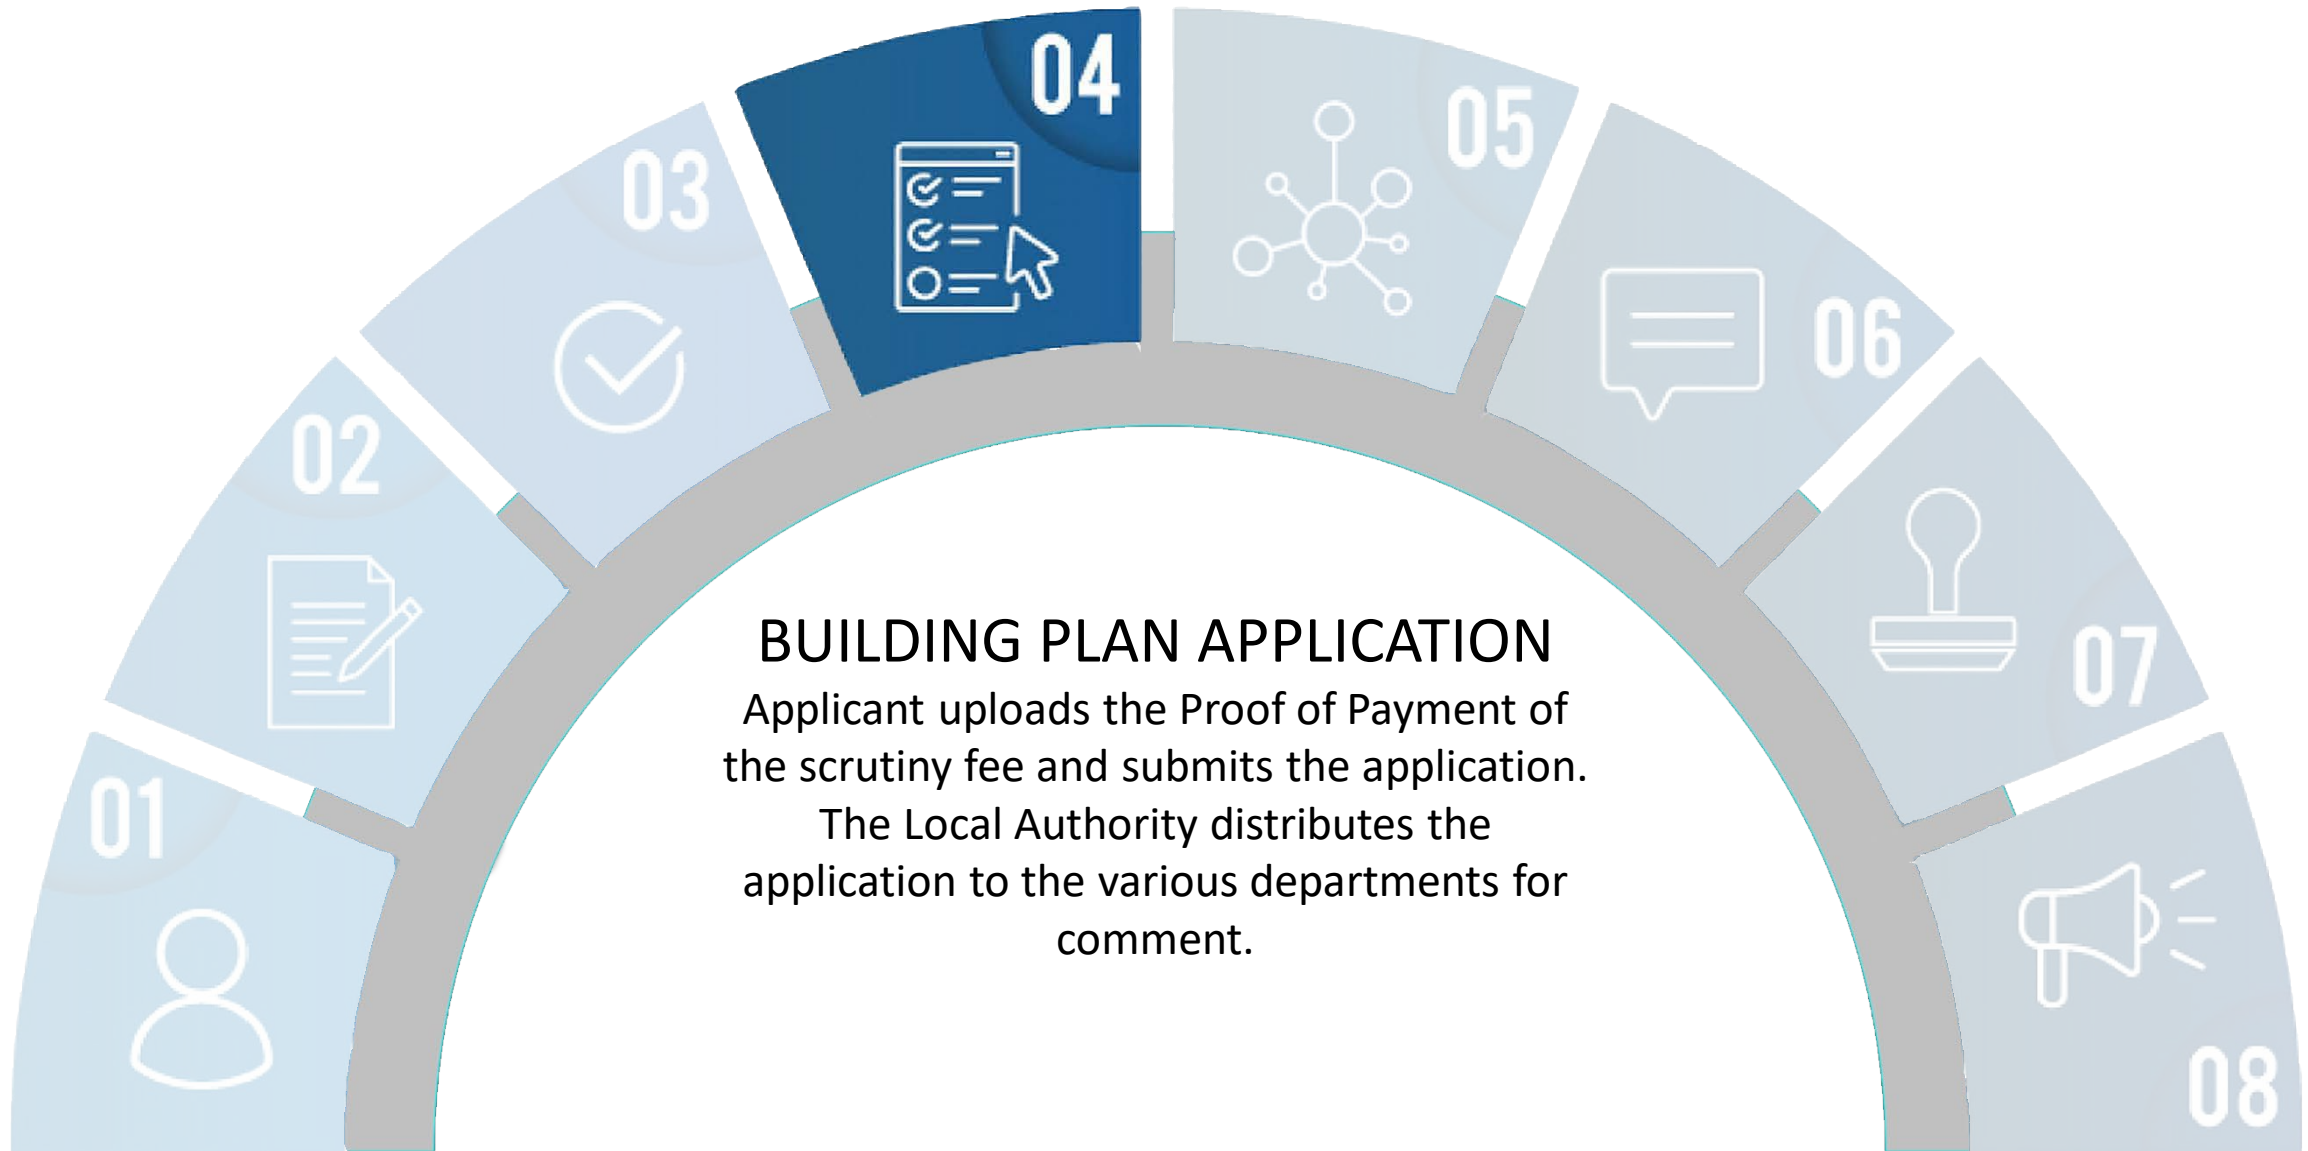 01
02
03
04
05
06
07
08
BUILDING PLAN APPLICATION
Applicant uploads the Proof of Payment of
the scrutiny fee and submits the application.
The Local Authority distributes the
application to the various departments for
comment.